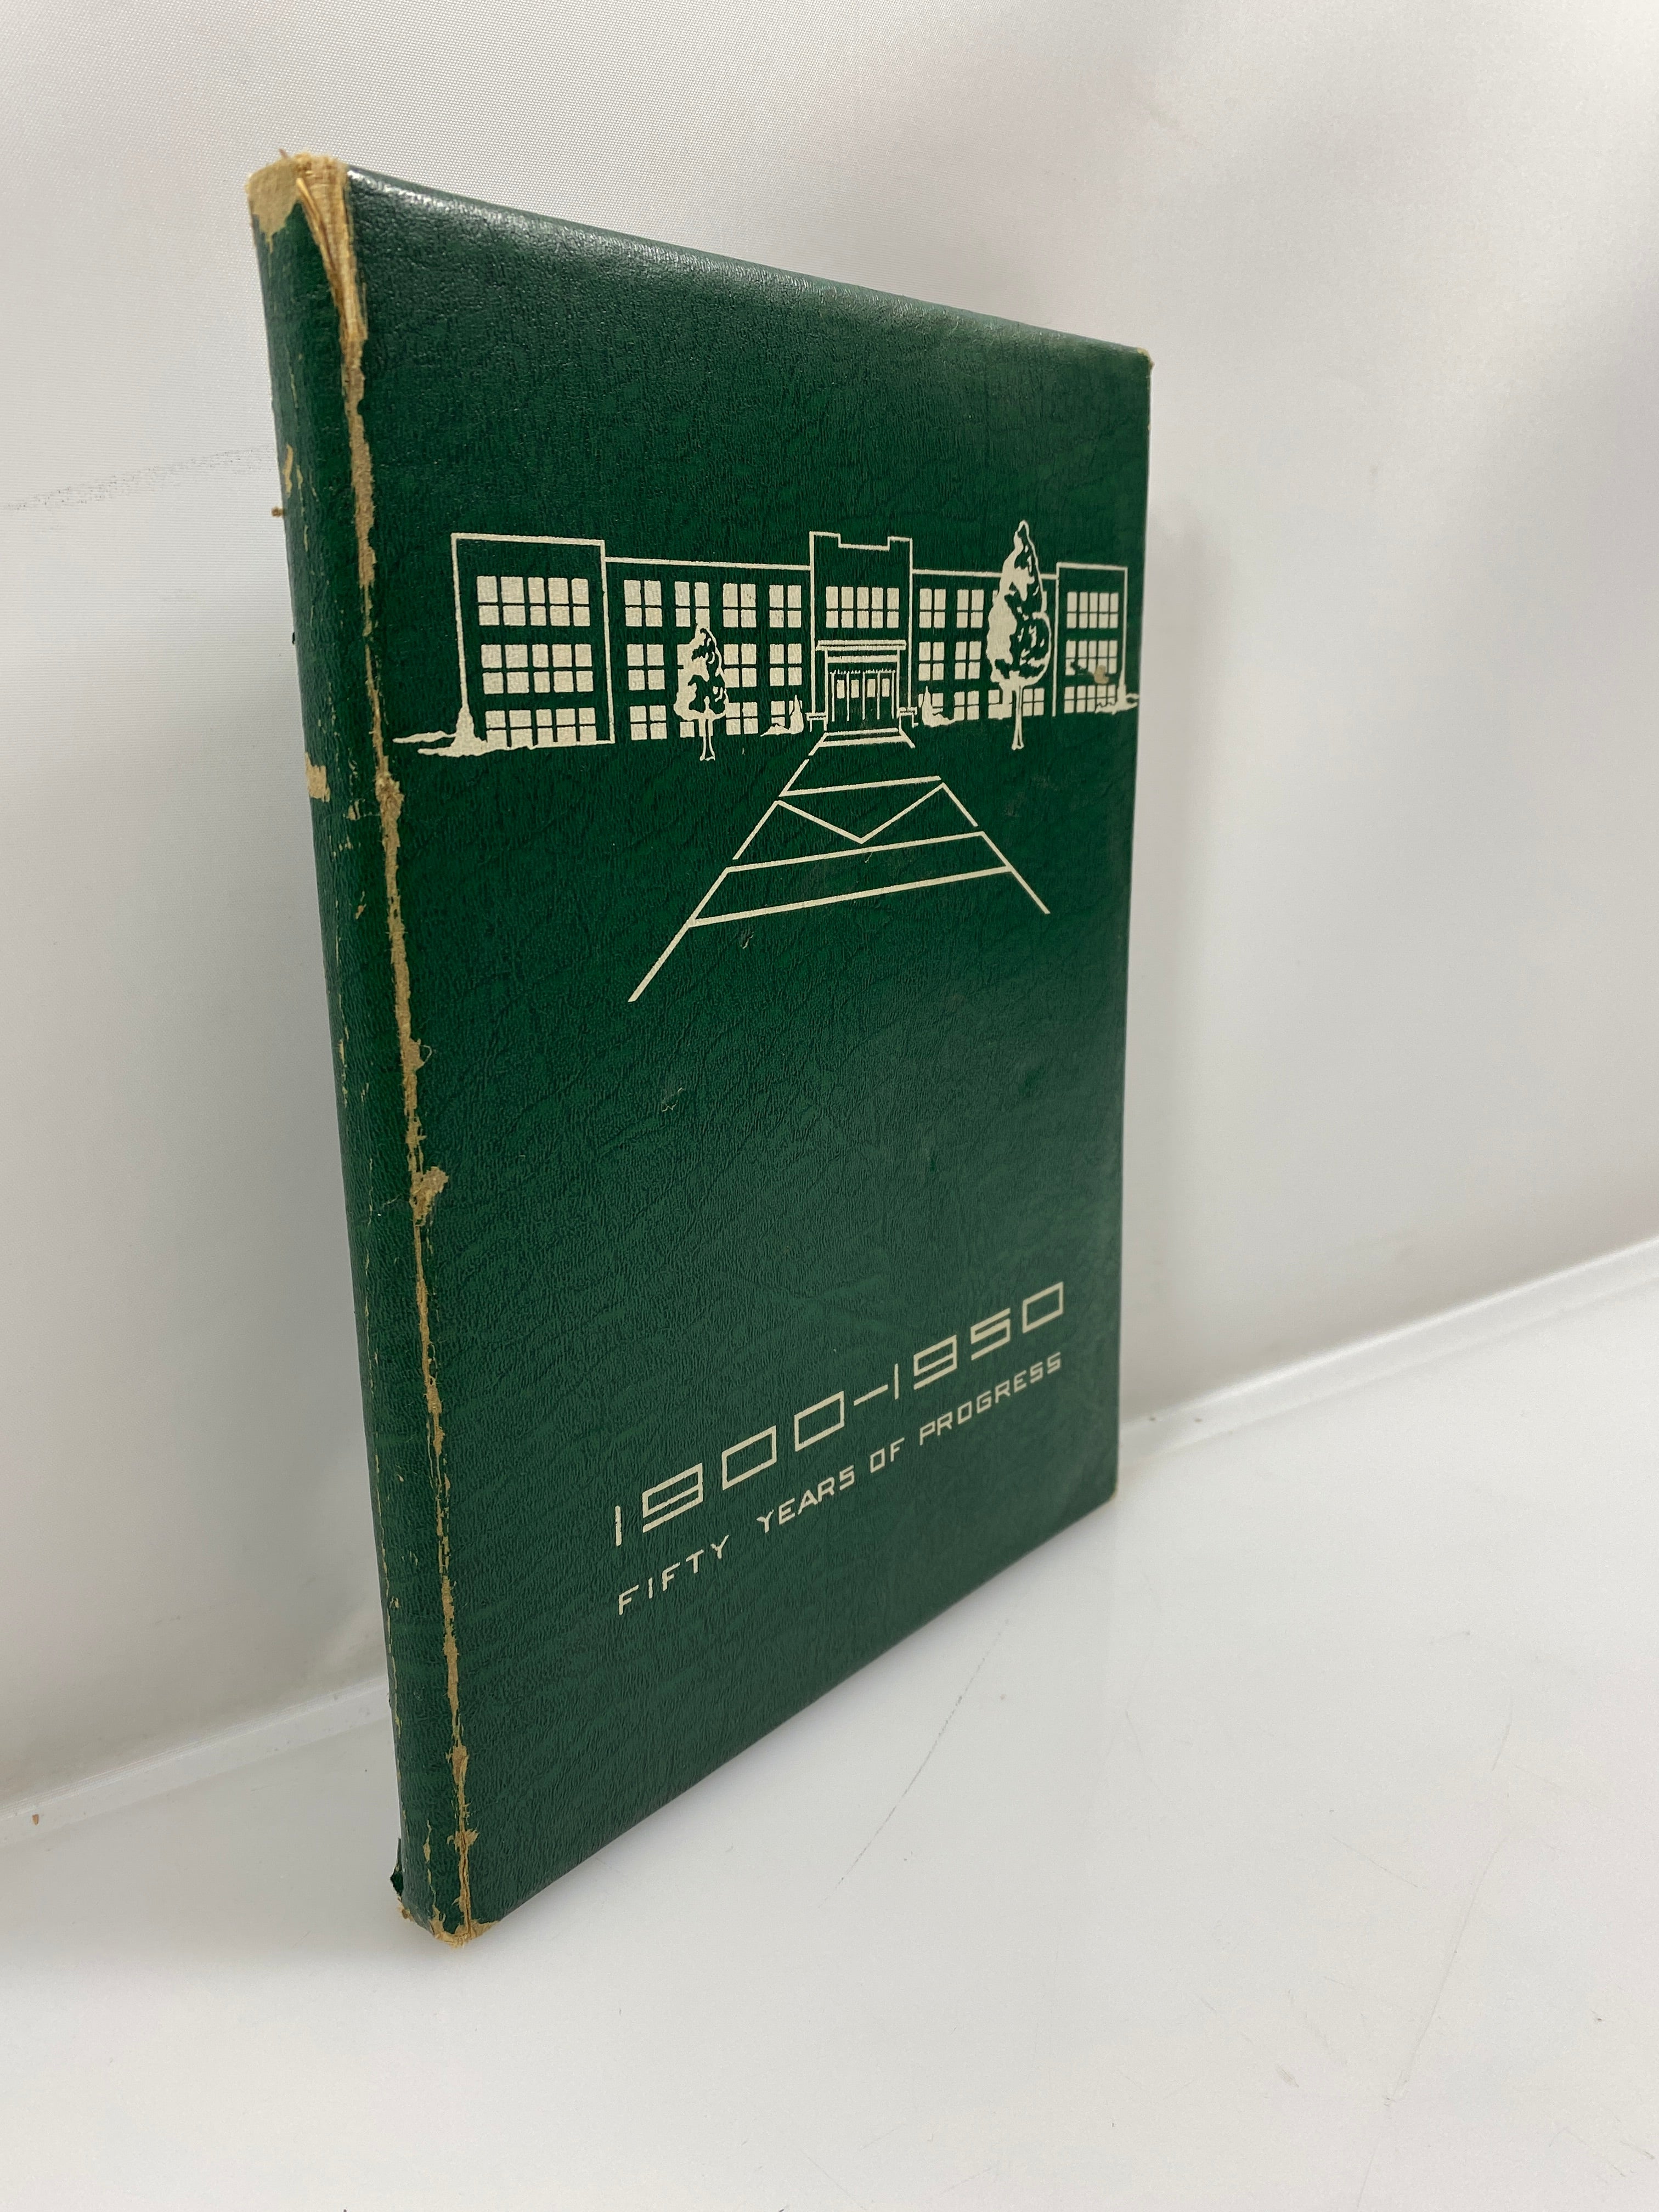 1900-1950
FIFTY YEARS OF PROGRESS